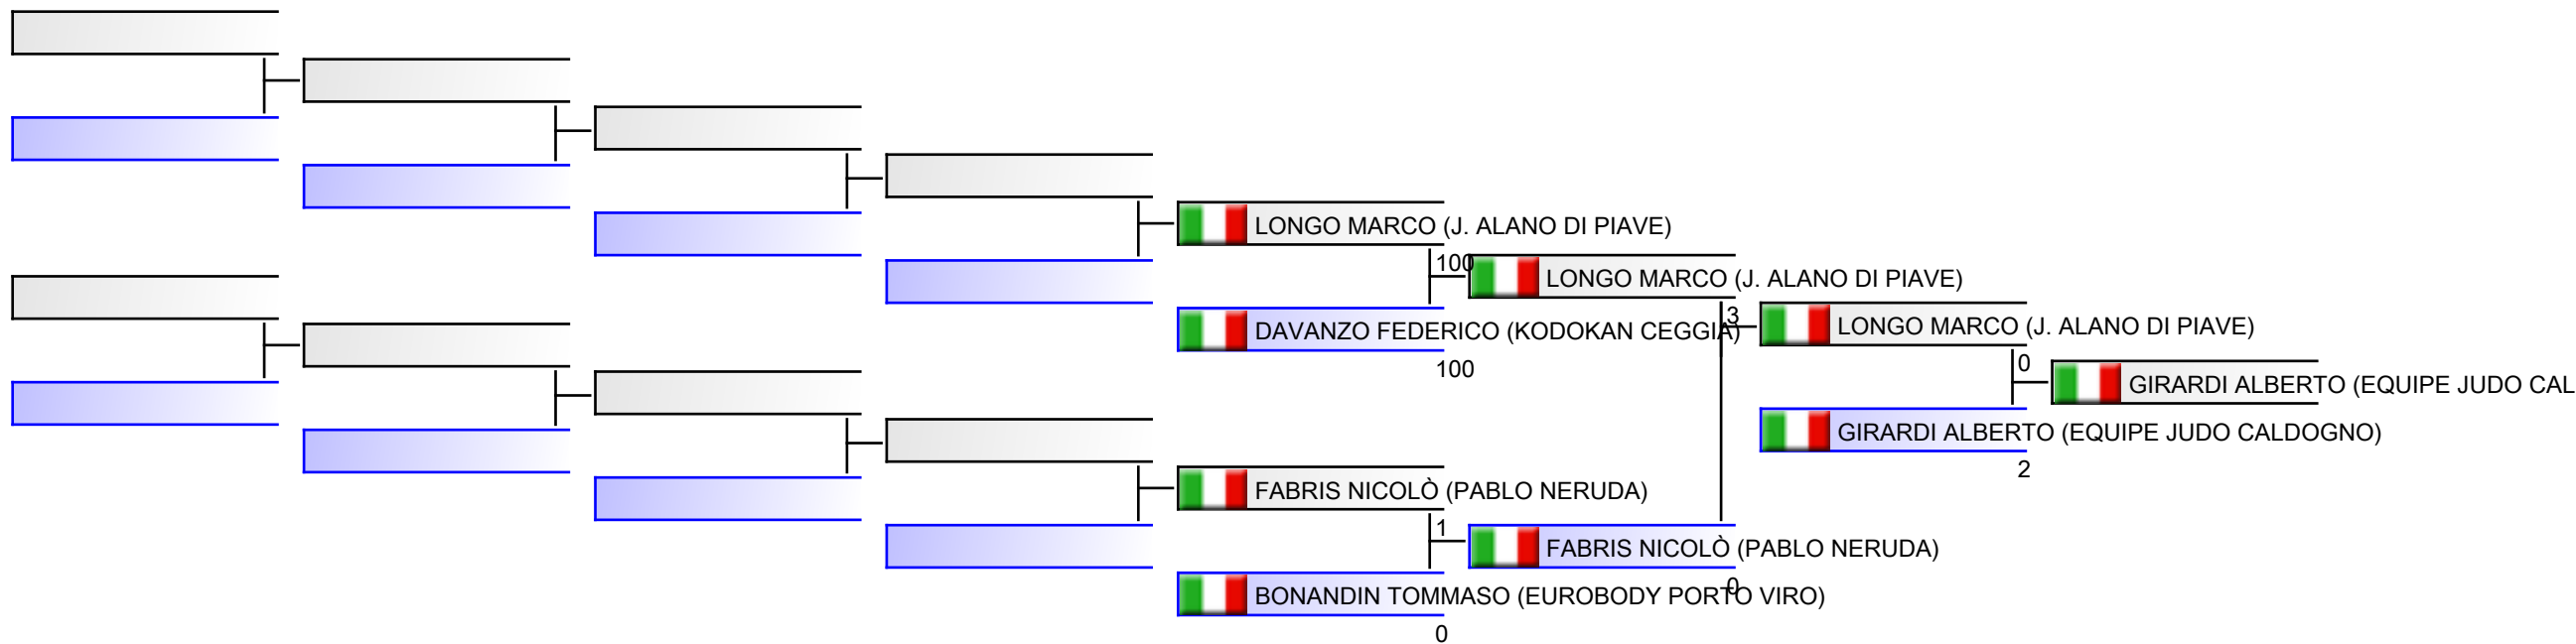 LONGO MARCO (J. ALANO DI PIAVE)
100
LONGO MARCO (J. ALANO DI PIAVE)
DAVANZO FEDERICO (KODOKAN CEGGIA)
3
LONGO MARCO (J. ALANO DI PIAVE)
100
0
GIRARDI ALBERTO (EQUIPE JUDO CAL
GIRARDI ALBERTO (EQUIPE JUDO CALDOGNO)
2
FABRIS NICOLÒ (PABLO NERUDA)
1
FABRIS NICOLÒ (PABLO NERUDA)
0
BONANDIN TOMMASO (EUROBODY PORTO VIRO)
0